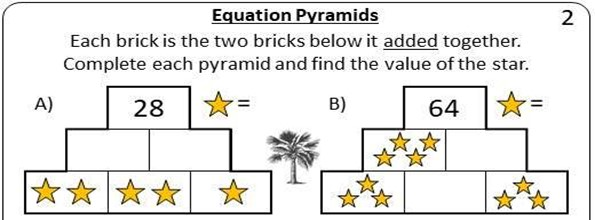 Equation Pyramids
2
Each brick is the two bricks below it added together.
Complete each pyramid and find the value of the star.
A) 28 =
B) 64 =